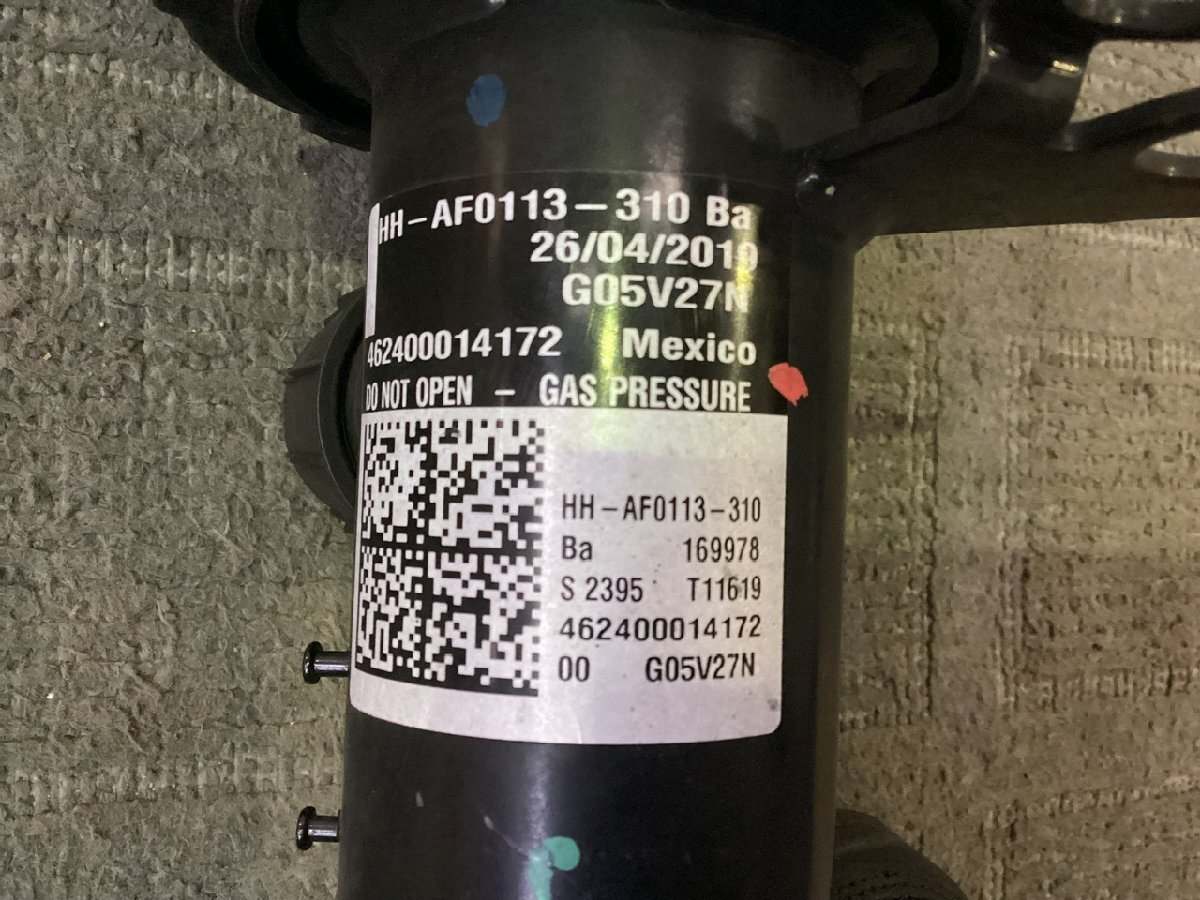 HH-AF0113-310 Ba
26/04/2019
G05V27N
462400014172 Mexico
DO NOT OPEN - GAS PRESSURE
HH-AF0113-310
Ba 169978
S 2395 T11619
462400014172
00 G05V27N